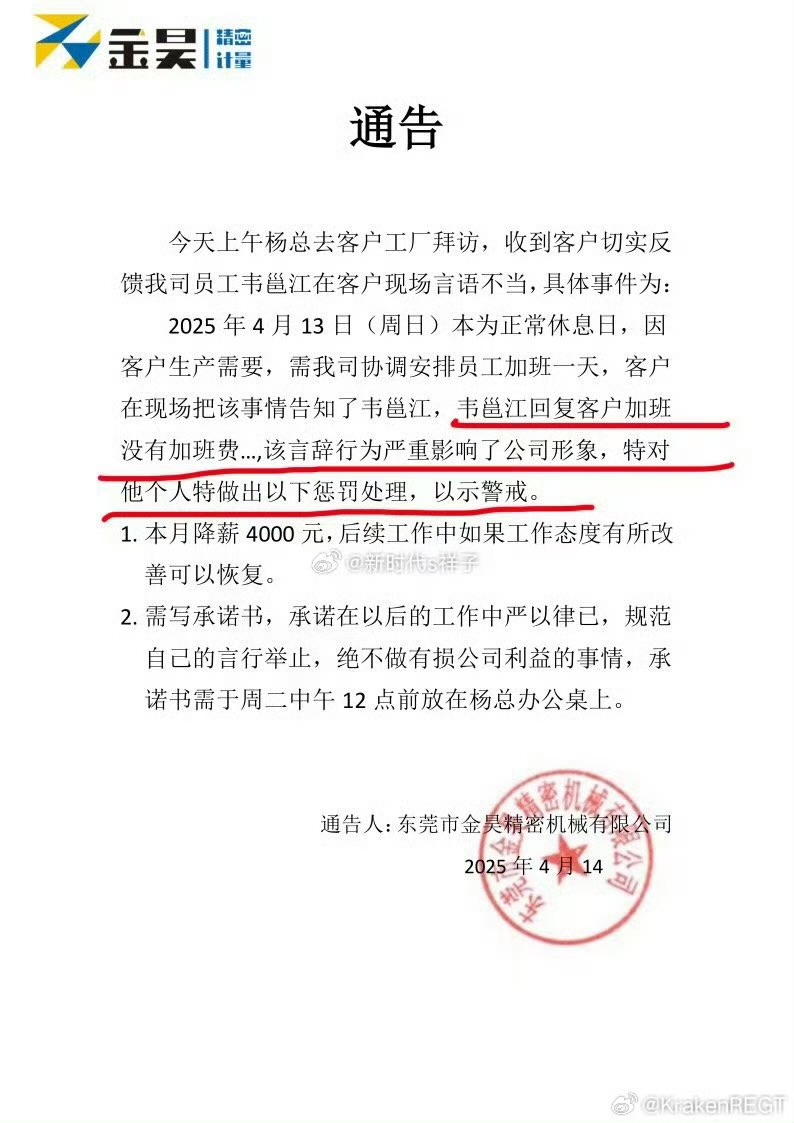 金昊 精密计量
通告
今天上午杨总去客户工厂拜访，收到客户切实反
馈我司员工韦邕江在客户现场言语不当，具体事件为：
2025 年 4 月 13 日（周日）本为正常休息日，因
客户生产需要，需我司协调安排员工加班一天，客户
在现场把该事情告知了韦邕江，韦邕江回复客户加班
没有加班费…,该言辞行为严重影响了公司形象，特对
他个人特做出以下惩罚处理，以示警戒。
1. 本月降薪 4000 元，后续工作中如果工作态度有所改
善可以恢复。
@新时代s祥子
2. 需写承诺书，承诺在以后的工作中严以律已，规范
自己的言行举止，绝不做有损公司利益的事情，承
诺书需于周二中午 12 点前放在杨总办公桌上。
通告人：东莞市金昊精密机械有限公司
2025 年 4 月 14
东莞市金昊精密机械有限公司
@KrakenREGT